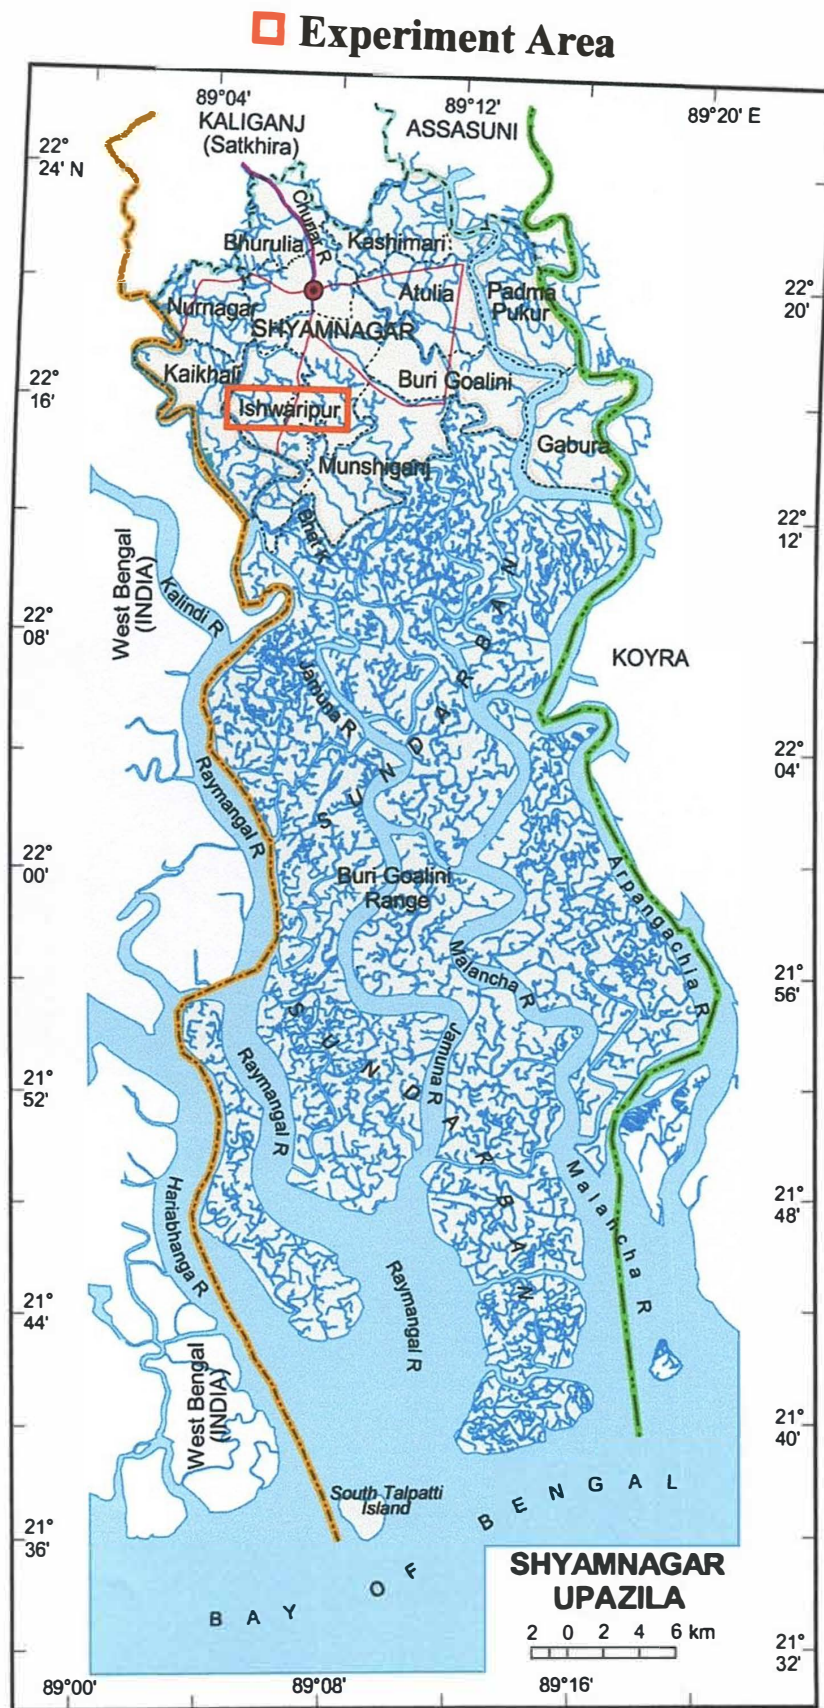 Experiment Area
89°04'
89°12'
89°20' E
KALIGANJ
(Satkhira)
ASSASUNI
22°
24' N
Chunar R
Bhurulia
Kashimari
Nurnagar
Atulia
Padma
Pukur
22°
20'
SHYAMNAGAR
Kaikhali
Buri Goalini
22°
16'
Ishwaripur
Gabura
Munshiganj
22°
12'
Bhet K
West Bengal
(INDIA)
Kalindi R
22°
08'
KOYRA
SUNDARBAN
Jamuna R
22°
04'
Raymangal R
22°
00'
Buri Goalini
Range
Arpangachia R
Malancha R
21°
56'
SUNDARBAN
Jamuna R
Raymangal R
21°
52'
Malancha R
21°
48'
Hariabhanga R
Raymangal R
21°
44'
West Bengal
(INDIA)
21°
40'
South Talpatti
Island
BAY OF BENGAL
21°
36'
SHYAMNAGAR
UPAZILA
2 0 2 4 6 km
21°
32'
89°00'
89°08'
89°16'